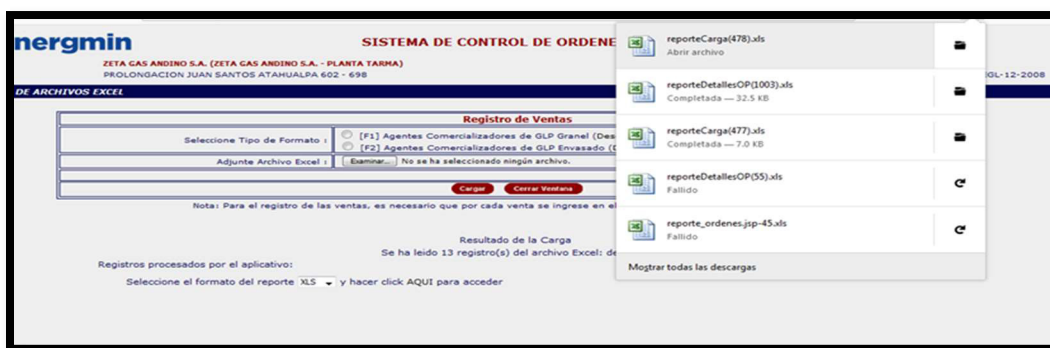 nergmin
SISTEMA DE CONTROL DE ORDENE
ZETA GAS ANDINO S.A. (ZETA GAS ANDINO S.A. - PLANTA TARMA)
PROLONGACION JUAN SANTOS ATAHUALPA 602 - 698
GL-12-2008
DE ARCHIVOS EXCEL
Registro de Ventas
Seleccione Tipo de Formato :
[F1] Agentes Comercializadores de GLP Granel (Des
[F2] Agentes Comercializadores de GLP Envasado (D
Adjunte Archivo Excel :
Examinar... No se ha seleccionado ningún archivo.
Cargar
Cerrar Ventana
Nota: Para el registro de las ventas, es necesario que por cada venta se ingrese en el
Resultado de la Carga
Se ha leido 13 registro(s) del archivo Excel: de
Registros procesados por el aplicativo:
Seleccione el formato del reporte XLS y hacer click AQUI para acceder
reporteCarga(478).xls
Abrir archivo
reporteDetallesOP(1003).xls
Completada — 32.5 KB
reporteCarga(477).xls
Completada — 7.0 KB
reporteDetallesOP(55).xls
Fallido
reporte_ordenes.jsp-45.xls
Fallido
Mostrar todas las descargas